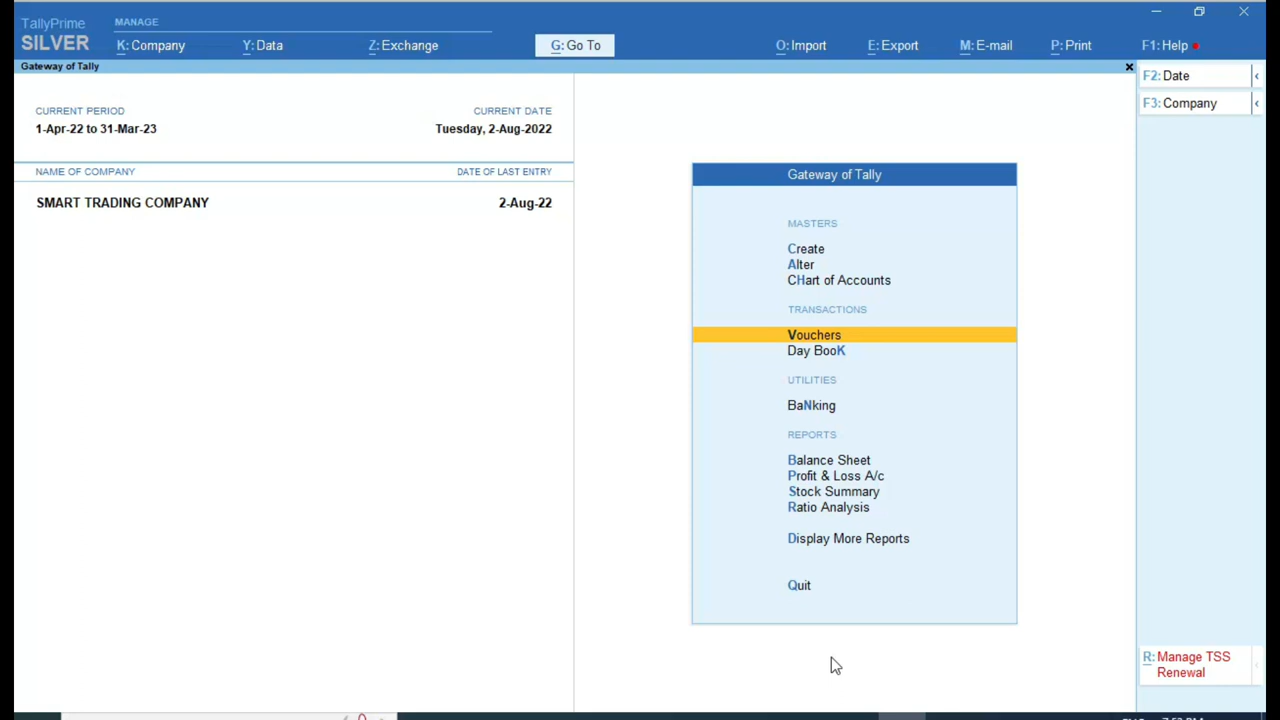 TallyPrime
SILVER
MANAGE
K: Company
Y: Data
Z: Exchange
G: Go To
O: Import
E: Export
M: E-mail
P: Print
F1: Help
Gateway of Tally
F2: Date
F3: Company
CURRENT PERIOD
CURRENT DATE
1-Apr-22 to 31-Mar-23
Tuesday, 2-Aug-2022
NAME OF COMPANY
DATE OF LAST ENTRY
SMART TRADING COMPANY
2-Aug-22
Gateway of Tally
MASTERS
Create
Alter
CHart of Accounts
TRANSACTIONS
Vouchers
Day BooK
UTILITIES
BaNking
REPORTS
Balance Sheet
Profit & Loss A/c
Stock Summary
Ratio Analysis
Display More Reports
Quit
R: Manage TSS
Renewal